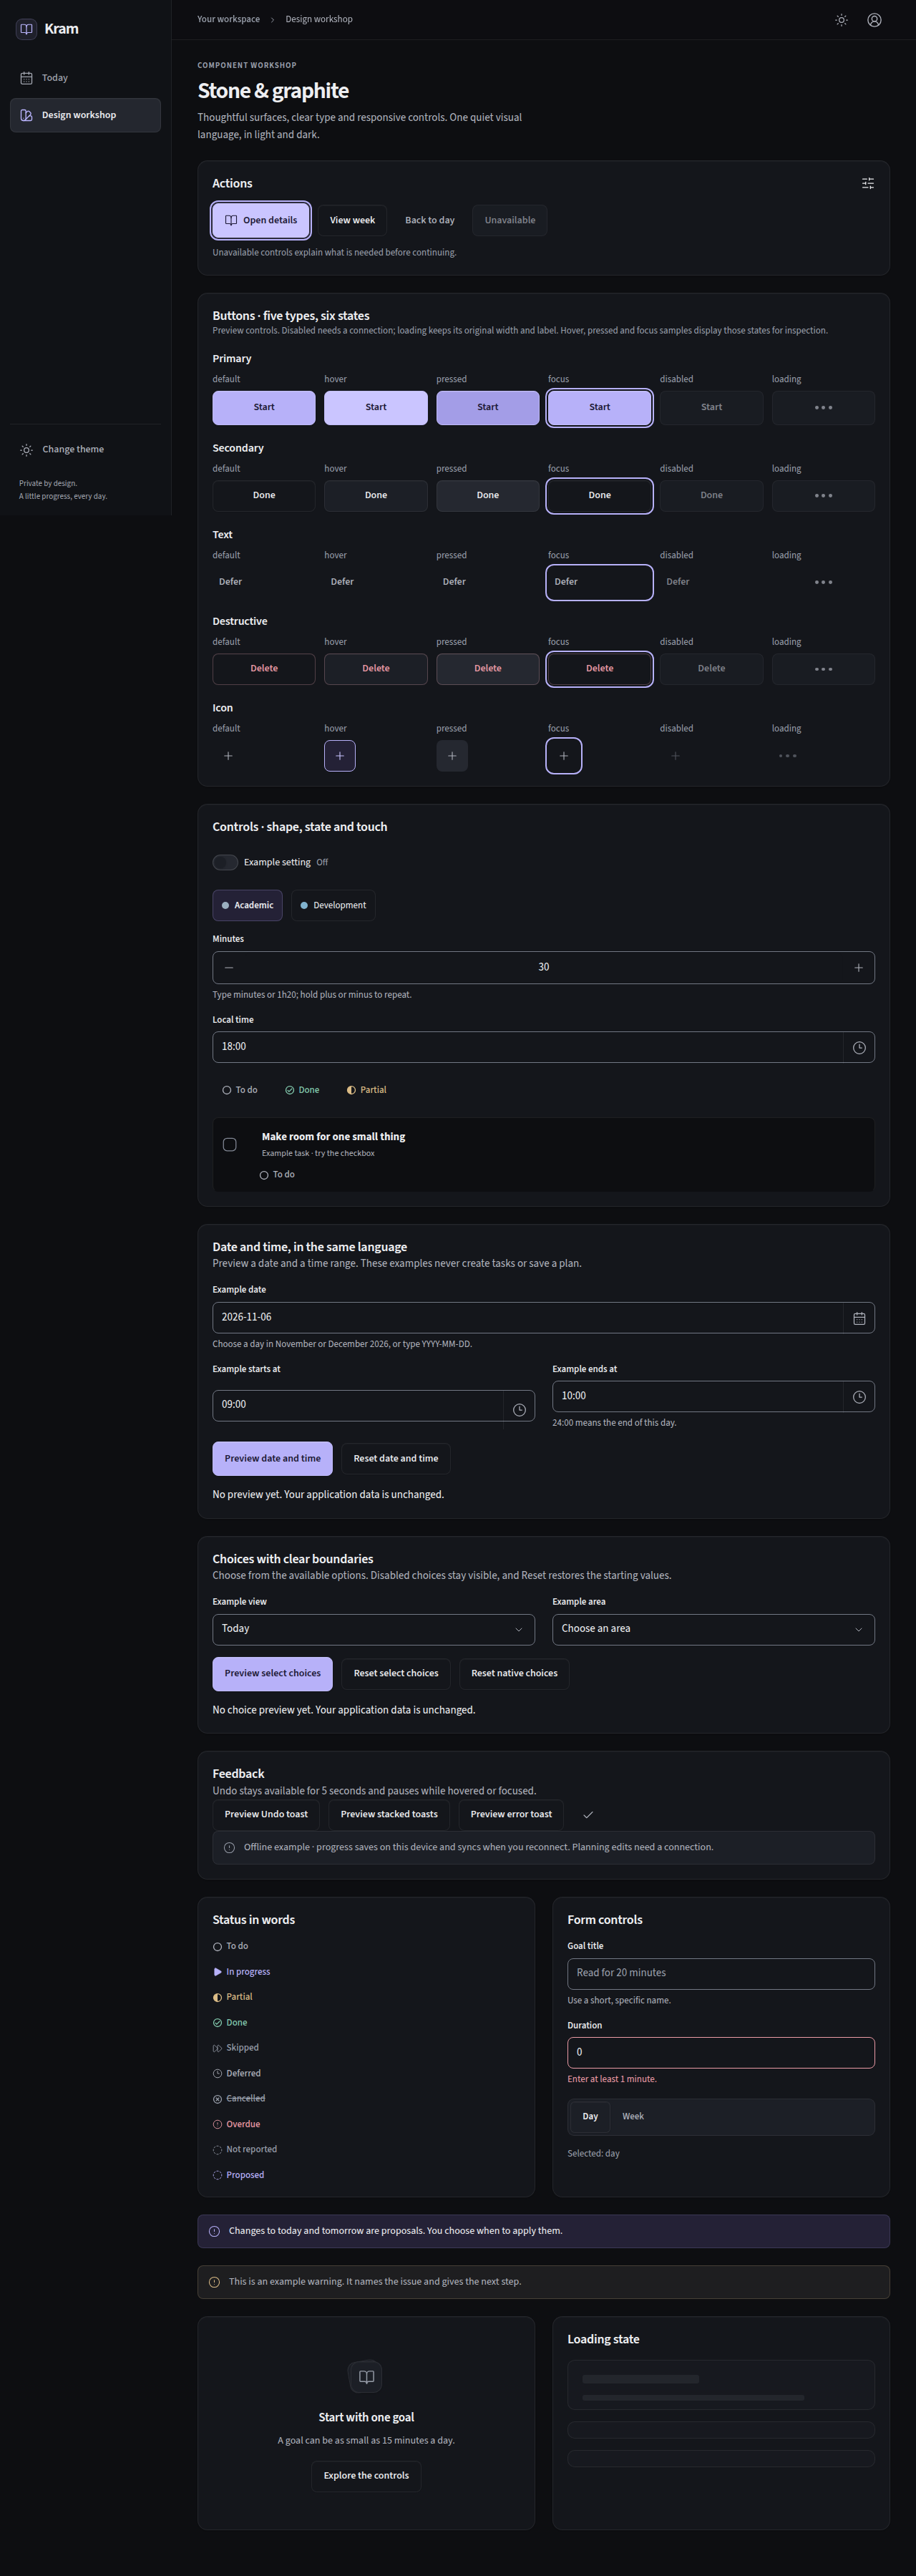 Kram
Today
Design workshop
Change theme
Private by design.
A little progress, every day.
Your workspace
Design workshop
COMPONENT WORKSHOP
Stone & graphite
Thoughtful surfaces, clear type and responsive controls. One quiet visual
language, in light and dark.
Actions
Open details View week Back to day Unavailable
Unavailable controls explain what is needed before continuing.
Buttons · five types, six states
Preview controls. Disabled needs a connection; loading keeps its original width and label. Hover, pressed and focus samples display those states for inspection.
Primary
default hover pressed focus disabled loading
Start Start Start Start Start
Secondary
default hover pressed focus disabled loading
Done Done Done Done Done
Text
default hover pressed focus disabled loading
Defer Defer Defer Defer Defer
Destructive
default hover pressed focus disabled loading
Delete Delete Delete Delete Delete
Icon
default hover pressed focus disabled loading
Controls · shape, state and touch
Example setting Off
Academic Development
Minutes
30
Type minutes or 1h20; hold plus or minus to repeat.
Local time
18:00
To do Done Partial
Make room for one small thing
Example task · try the checkbox
To do
Date and time, in the same language
Preview a date and a time range. These examples never create tasks or save a plan.
Example date
2026-11-06
Choose a day in November or December 2026, or type YYYY-MM-DD.
Example starts at Example ends at
09:00 10:00
24:00 means the end of this day.
Preview date and time Reset date and time
No preview yet. Your application data is unchanged.
Choices with clear boundaries
Choose from the available options. Disabled choices stay visible, and Reset restores the starting values.
Example view Example area
Today Choose an area
Preview select choices Reset select choices Reset native choices
No choice preview yet. Your application data is unchanged.
Feedback
Undo stays available for 5 seconds and pauses while hovered or focused.
Preview Undo toast Preview stacked toasts Preview error toast
Offline example · progress saves on this device and syncs when you reconnect. Planning edits need a connection.
Status in words
To do
In progress
Partial
Done
Skipped
Deferred
Cancelled
Overdue
Not reported
Proposed
Form controls
Goal title
Read for 20 minutes
Use a short, specific name.
Duration
0
Enter at least 1 minute.
Day Week
Selected: day
Changes to today and tomorrow are proposals. You choose when to apply them.
This is an example warning. It names the issue and gives the next step.
Start with one goal
A goal can be as small as 15 minutes a day.
Explore the controls
Loading state